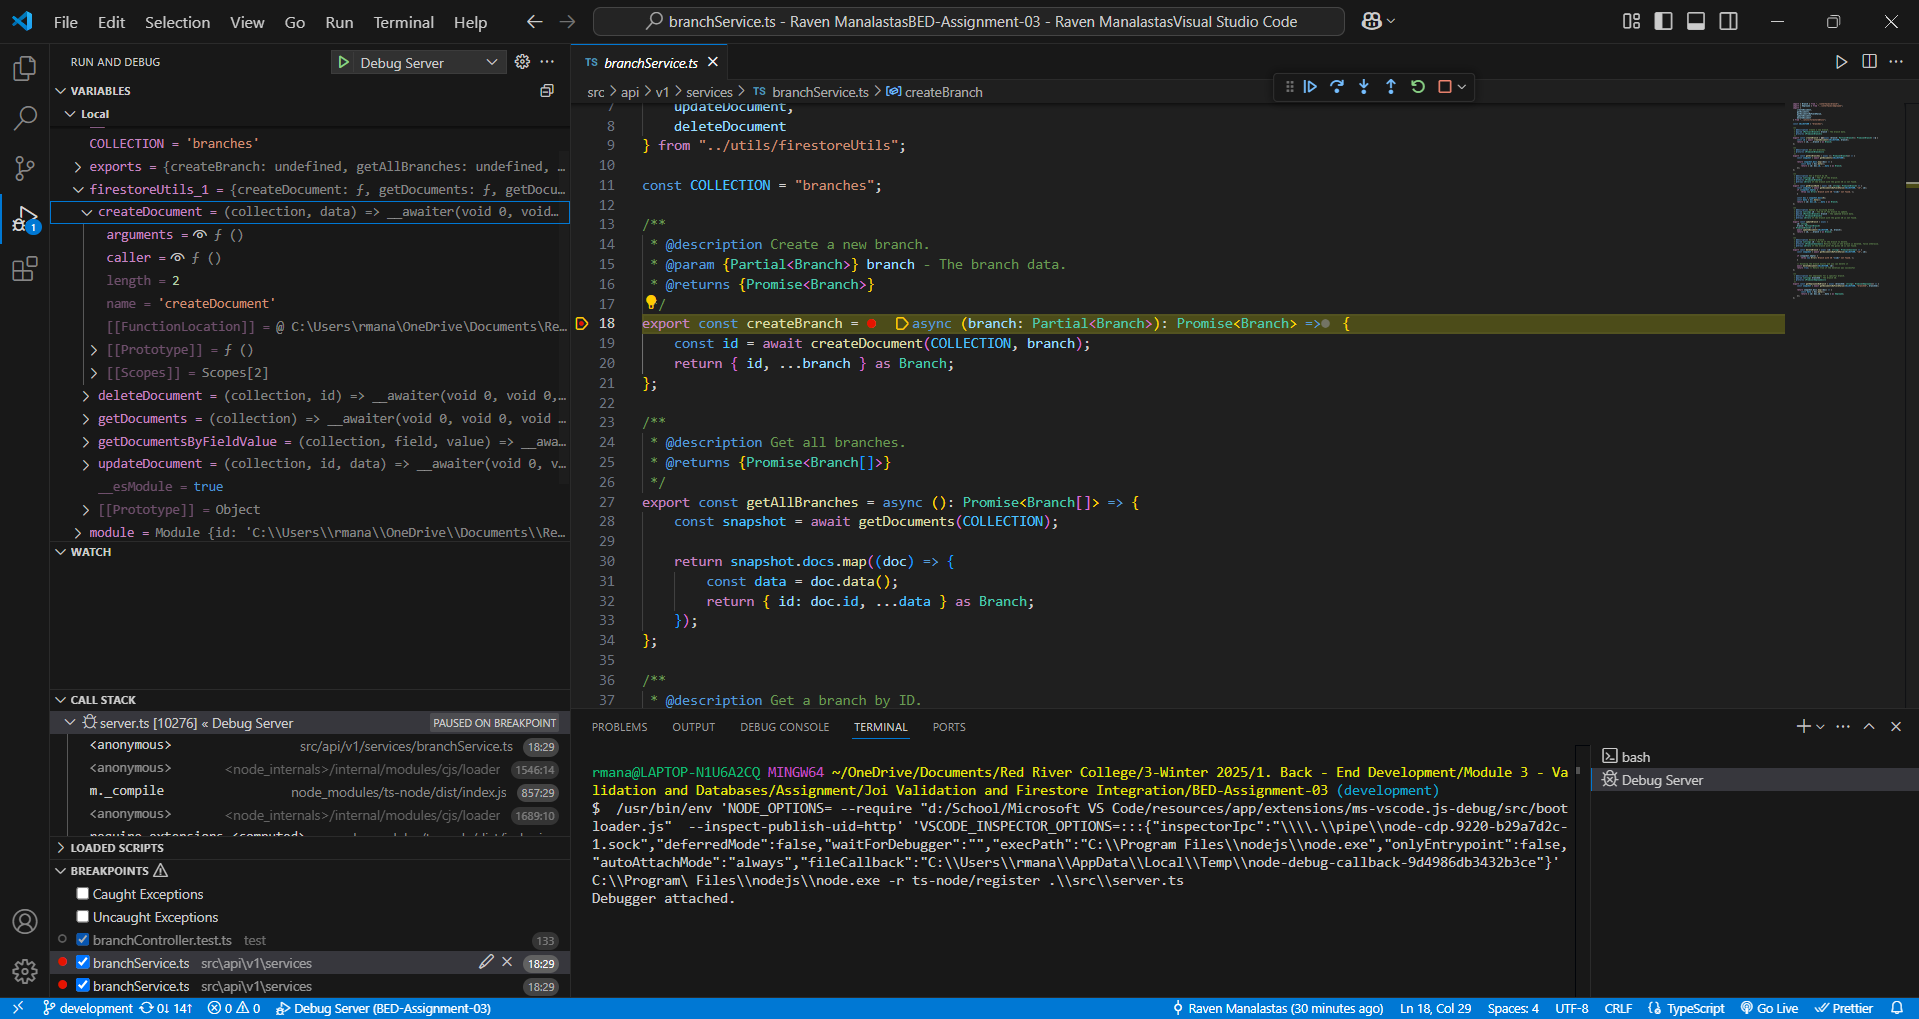 File Edit Selection View Go Run Terminal Help
branchService.ts - Raven ManalastasBED-Assignment-03 - Raven ManalastasVisual Studio Code
RUN AND DEBUG
Debug Server
VARIABLES
Local
COLLECTION = 'branches'
exports = {createBranch: undefined, getAllBranches: undefined, …
firestoreUtils_1 = {createDocument: ƒ, getDocuments: ƒ, getDocu…
createDocument = (collection, data) => __awaiter(void 0, void…
arguments = ƒ ()
caller = ƒ ()
length = 2
name = 'createDocument'
[[FunctionLocation]] = @ C:\Users\rmana\OneDrive\Documents\Re…
[[Prototype]] = ƒ ()
[[Scopes]] = Scopes[2]
deleteDocument = (collection, id) => __awaiter(void 0, void 0,…
getDocuments = (collection) => __awaiter(void 0, void 0, void …
getDocumentsByFieldValue = (collection, field, value) => __awa…
updateDocument = (collection, id, data) => __awaiter(void 0, v…
__esModule = true
[[Prototype]] = Object
module = Module {id: 'C:\\Users\\rmana\\OneDrive\\Documents\\Re…
WATCH
CALL STACK
server.ts [10276] « Debug Server PAUSED ON BREAKPOINT
<anonymous> src/api/v1/services/branchService.ts 18:29
<anonymous> <node_internals>/internal/modules/cjs/loader 1546:14
m._compile node_modules/ts-node/dist/index.js 857:29
<anonymous> <node_internals>/internal/modules/cjs/loader 1689:10
LOADED SCRIPTS
BREAKPOINTS
Caught Exceptions
Uncaught Exceptions
branchController.test.ts test 133
branchService.ts src\api\v1\services 18:29
branchService.ts src\api\v1\services 18:29
TS branchService.ts
src > api > v1 > services > TS branchService.ts > createBranch
7 updateDocument,
8 deleteDocument
9 } from "../utils/firestoreUtils";
10
11 const COLLECTION = "branches";
12
13 /**
14 * @description Create a new branch.
15 * @param {Partial<Branch>} branch - The branch data.
16 * @returns {Promise<Branch>}
17 /
18 export const createBranch = async (branch: Partial<Branch>): Promise<Branch> => {
19 const id = await createDocument(COLLECTION, branch);
20 return { id, ...branch } as Branch;
21 };
22
23 /**
24 * @description Get all branches.
25 * @returns {Promise<Branch[]>}
26 */
27 export const getAllBranches = async (): Promise<Branch[]> => {
28 const snapshot = await getDocuments(COLLECTION);
29
30 return snapshot.docs.map((doc) => {
31 const data = doc.data();
32 return { id: doc.id, ...data } as Branch;
33 });
34 };
35
36 /**
37 * @description Get a branch by ID.
PROBLEMS OUTPUT DEBUG CONSOLE TERMINAL PORTS
rmana@LAPTOP-N1U6A2CQ MINGW64 ~/OneDrive/Documents/Red River College/3-Winter 2025/1. Back - End Development/Module 3 - Va
lidation and Databases/Assignment/Joi Validation and Firestore Integration/BED-Assignment-03 (development)
$ /usr/bin/env 'NODE_OPTIONS= --require "d:/School/Microsoft VS Code/resources/app/extensions/ms-vscode.js-debug/src/boot
loader.js" --inspect-publish-uid=http' 'VSCODE_INSPECTOR_OPTIONS=:::{"inspectorIpc":"\\\\.\\pipe\\node-cdp.9220-b29a7d2c-
1.sock","deferredMode":false,"waitForDebugger":"","execPath":"C:\\Program Files\\nodejs\\node.exe","onlyEntrypoint":false,
"autoAttachMode":"always","fileCallback":"C:\\Users\\rmana\\AppData\\Local\\Temp\\node-debug-callback-9d4986db3432b3ce"}'
C:\\Program\ Files\\nodejs\\node.exe -r ts-node/register .\\src\\server.ts
Debugger attached.
bash
Debug Server
development 0↓ 14↑ 0 0 Debug Server (BED-Assignment-03)
Raven Manalastas (30 minutes ago) Ln 18, Col 29 Spaces: 4 UTF-8 CRLF TypeScript Go Live Prettier